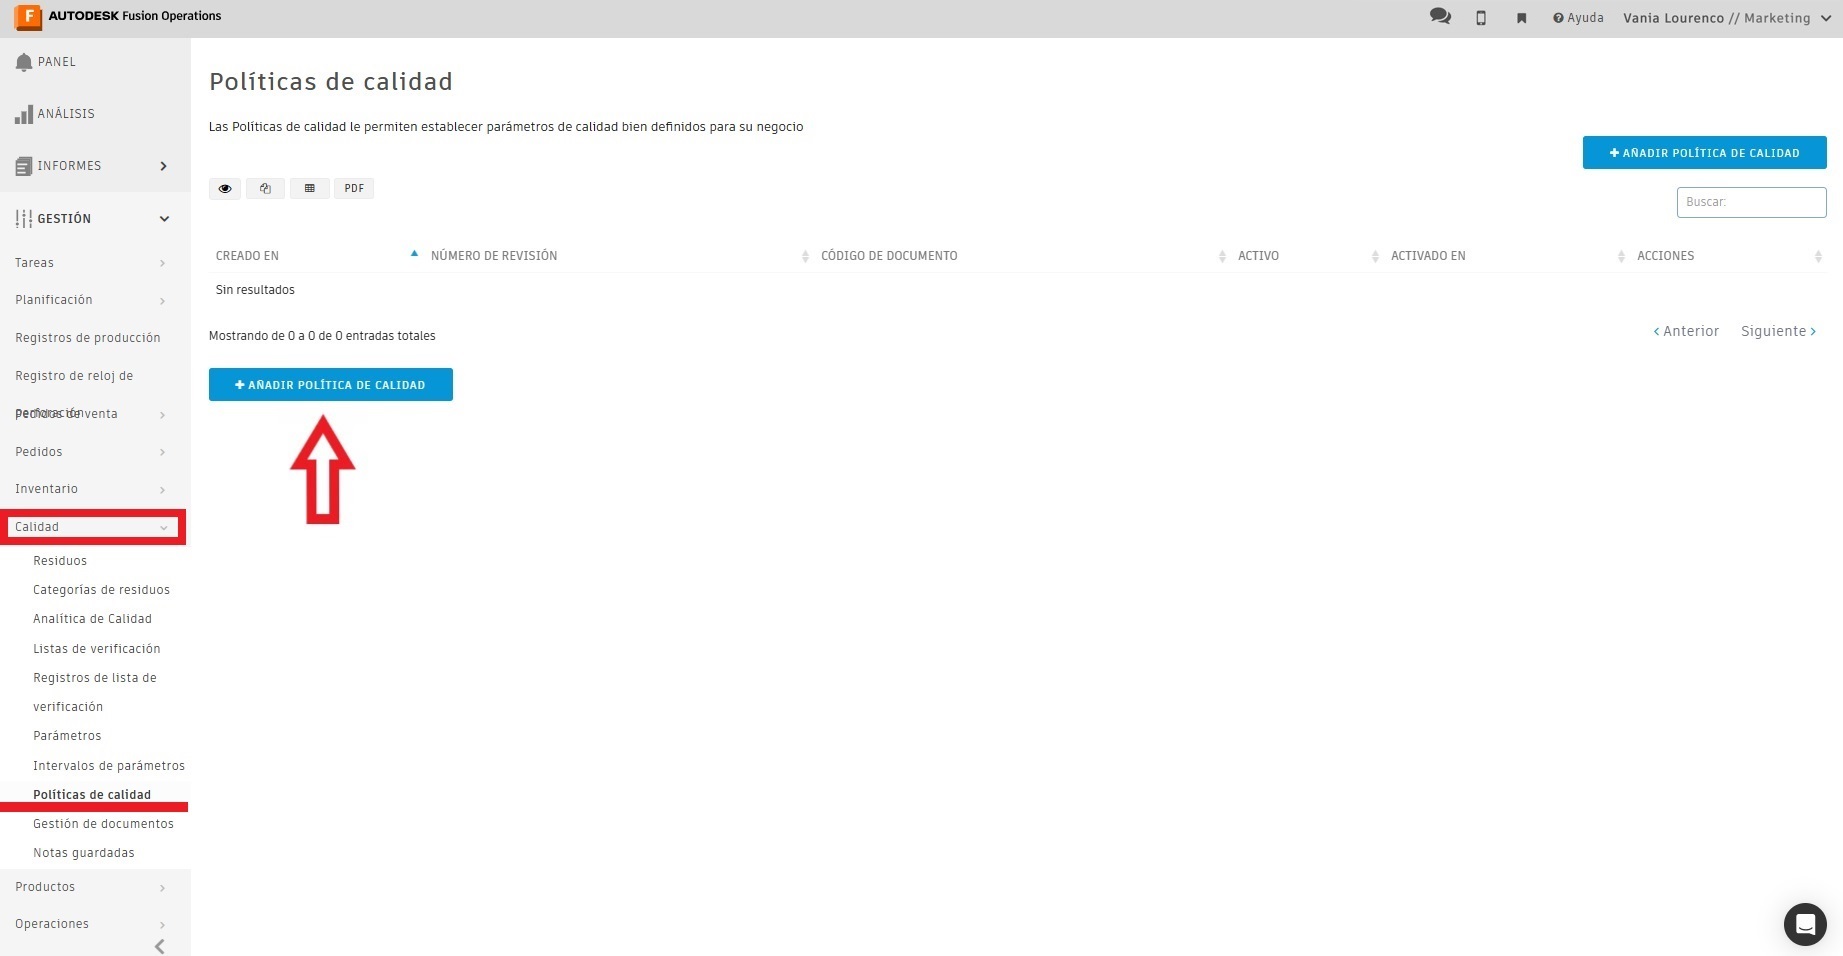 AUTODESK Fusion Operations
Ayuda
Vania Lourenco // Marketing
PANEL
ANÁLISIS
INFORMES
GESTIÓN
Tareas
Planificación
Registros de producción
Registro de reloj de
perforación
Pedidos de venta
Pedidos
Inventario
Calidad
Residuos
Categorías de residuos
Analítica de Calidad
Listas de verificación
Registros de lista de
verificación
Parámetros
Intervalos de parámetros
Políticas de calidad
Gestión de documentos
Notas guardadas
Productos
Operaciones
Políticas de calidad
Las Políticas de calidad le permiten establecer parámetros de calidad bien definidos para su negocio
+ AÑADIR POLÍTICA DE CALIDAD
PDF
Buscar:
CREADO EN NÚMERO DE REVISIÓN CÓDIGO DE DOCUMENTO ACTIVO ACTIVADO EN ACCIONES
Sin resultados
Mostrando de 0 a 0 de 0 entradas totales
‹ Anterior Siguiente ›
+ AÑADIR POLÍTICA DE CALIDAD